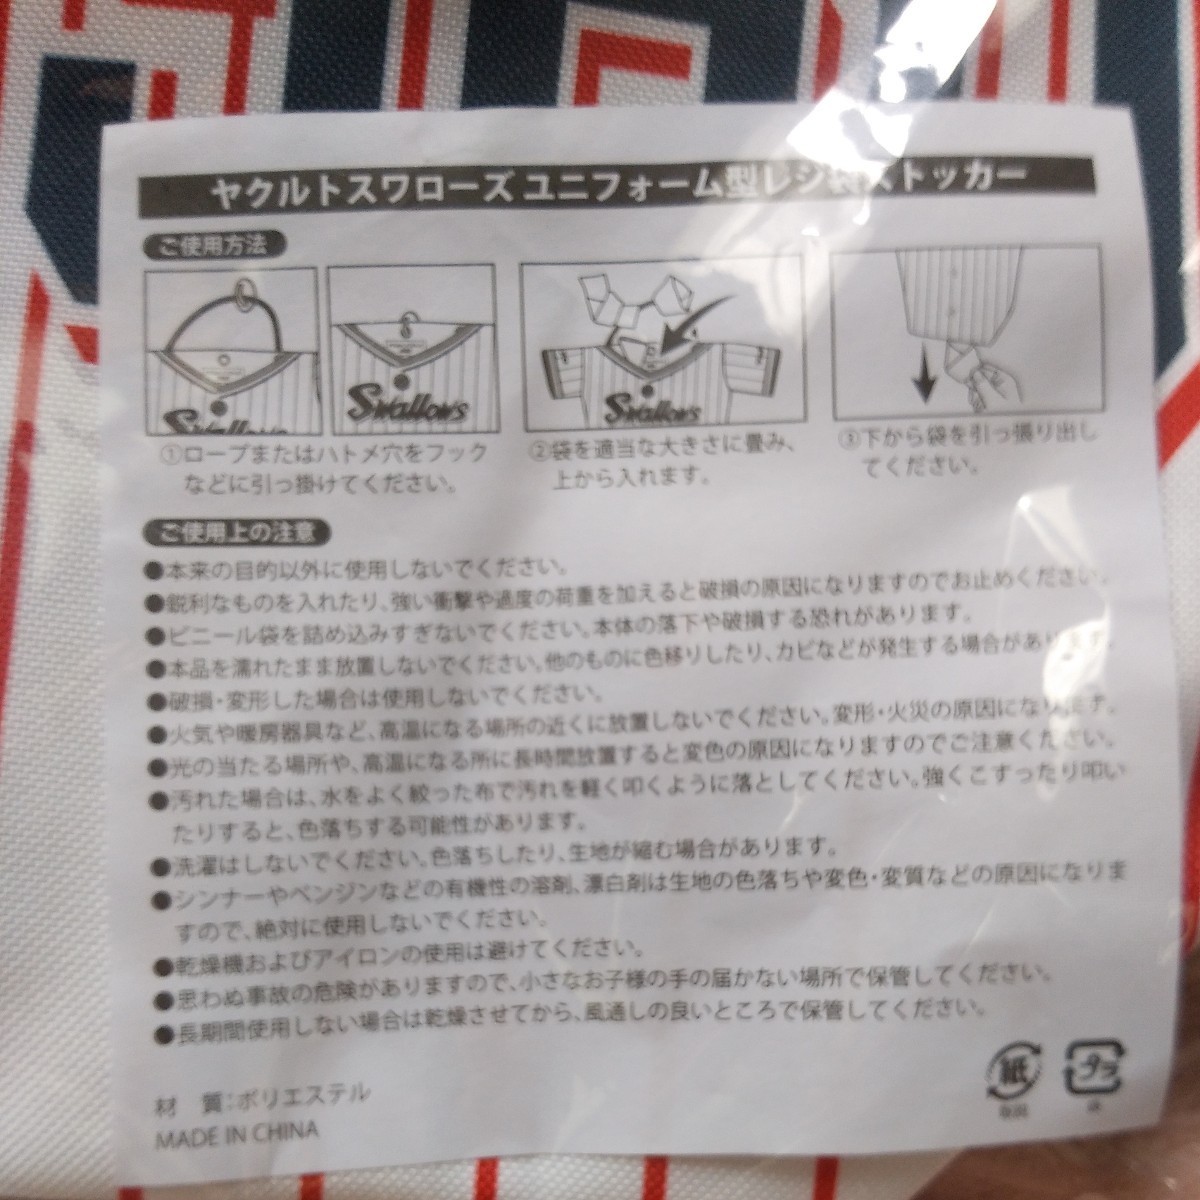 ヤクルトスワローズ ユニフォーム型レジ袋ストッカー
ご使用方法
Swallows
Swallows
Swallows
①ロープまたはハトメ穴をフック
などに引っ掛けてください。
②袋を適当な大きさに畳み、
上から入れます。
③下から袋を引っ張り出し
てください。
ご使用上の注意
●本来の目的以外に使用しないでください。
●鋭利なものを入れたり、強い衝撃や過度の荷重を加えると破損の原因になりますのでお止めください。
●ビニール袋を詰め込みすぎないでください。本体の落下や破損する恐れがあります。
●本品を濡れたまま放置しないでください。他のものに色移りしたり、カビなどが発生する場合があります。
●破損・変形した場合は使用しないでください。
●火気や暖房器具など、高温になる場所の近くに放置しないでください。変形・火災の原因になります。
●光の当たる場所や、高温になる所に長時間放置すると変色の原因になりますのでご注意ください。
●汚れた場合は、水をよく絞った布で汚れを軽く叩くように落としてください。強くこすったり叩い
たりすると、色落ちする可能性があります。
●洗濯はしないでください。色落ちしたり、生地が縮む場合があります。
●シンナーやベンジンなどの有機性の溶剤、漂白剤は生地の色落ちや変色・変質などの原因になりま
すので、絶対に使用しないでください。
●乾燥機およびアイロンの使用は避けてください。
●思わぬ事故の危険がありますので、小さなお子様の手の届かない場所で保管してください。
●長期間使用しない場合は乾燥させてから、風通しの良いところで保管してください。
材　質：ポリエステル
MADE IN CHINA
紙
プラ